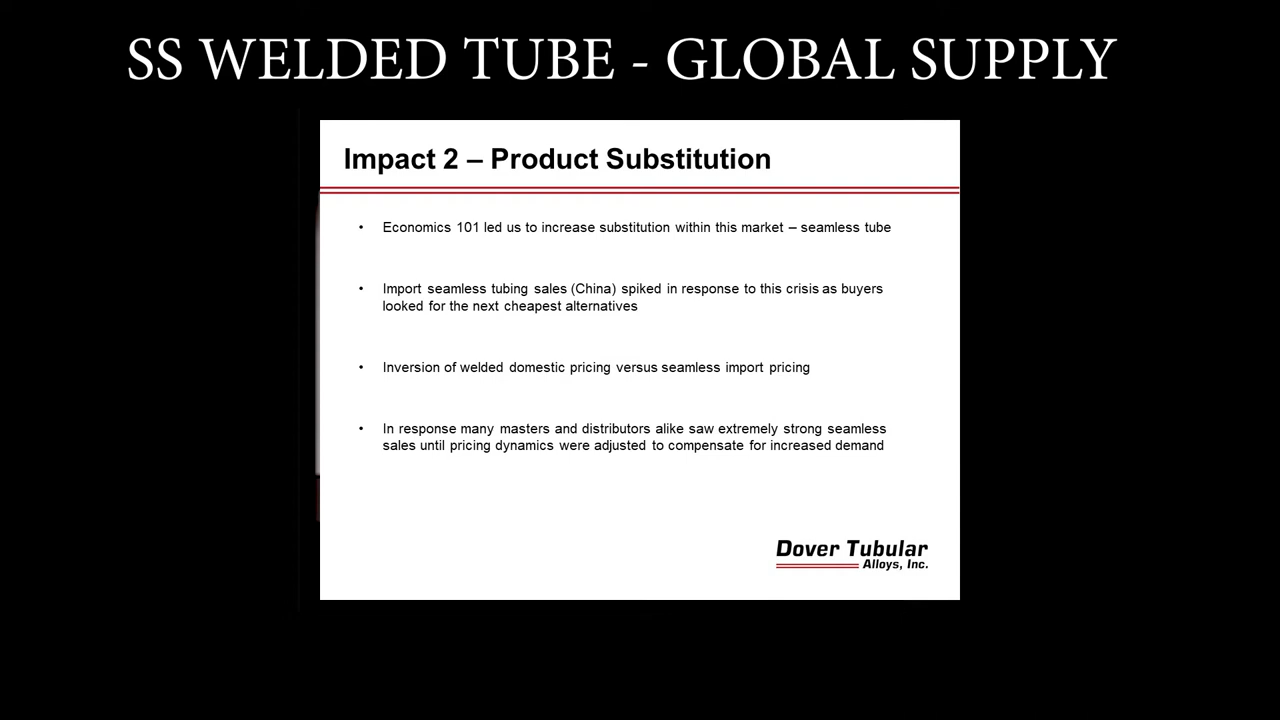 SS WELDED TUBE - GLOBAL SUPPLY
Impact 2 – Product Substitution
• Economics 101 led us to increase substitution within this market – seamless tube
• Import seamless tubing sales (China) spiked in response to this crisis as buyers
looked for the next cheapest alternatives
• Inversion of welded domestic pricing versus seamless import pricing
• In response many masters and distributors alike saw extremely strong seamless
sales until pricing dynamics were adjusted to compensate for increased demand
Dover Tubular
Alloys, Inc.